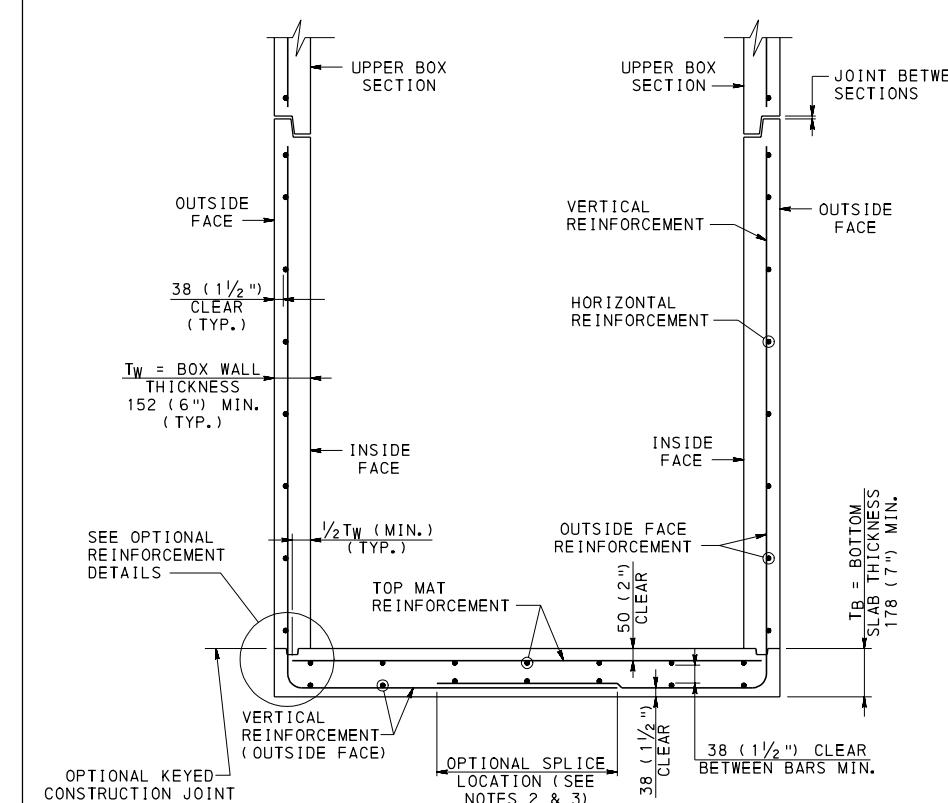 UPPER BOX
SECTION
UPPER BOX
SECTION
JOINT BETWE
SECTIONS
OUTSIDE
FACE
VERTICAL
REINFORCEMENT
OUTSIDE
FACE
38 (1½")
CLEAR
(TYP.)
HORIZONTAL
REINFORCEMENT
TW = BOX WALL
THICKNESS
152 (6") MIN.
(TYP.)
INSIDE
FACE
INSIDE
FACE
SEE OPTIONAL
REINFORCEMENT
DETAILS
½TW (MIN.)
(TYP.)
OUTSIDE FACE
REINFORCEMENT
TB = BOTTOM
SLAB THICKNESS
178 (7") MIN.
TOP MAT
REINFORCEMENT
50 (2")
CLEAR
VERTICAL
REINFORCEMENT
(OUTSIDE FACE)
OPTIONAL KEYED
CONSTRUCTION JOINT
OPTIONAL SPLICE
LOCATION (SEE
NOTES 2 & 3)
38 (1½")
CLEAR
38 (1½") CLEAR
BETWEEN BARS MIN.